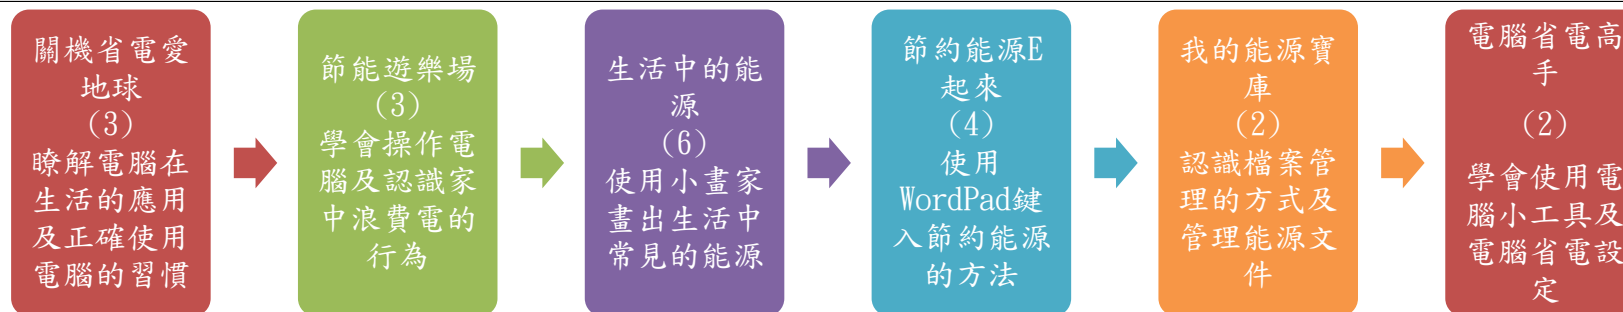 關機省電愛
地球
(3)
瞭解電腦在
生活的應用
及正確使用
電腦的習慣
節能遊樂場
(3)
學會操作電
腦及認識家
中浪費電的
行為
生活中的能
源
(6)
使用小畫家
畫出生活中
常見的能源
節約能源E
起來
(4)
使用
WordPad鍵
入節約能源
的方法
我的能源寶
庫
(2)
認識檔案管
理的方式及
管理能源文
件
電腦省電高
手
(2)
學會使用電
腦小工具及
電腦省電設
定